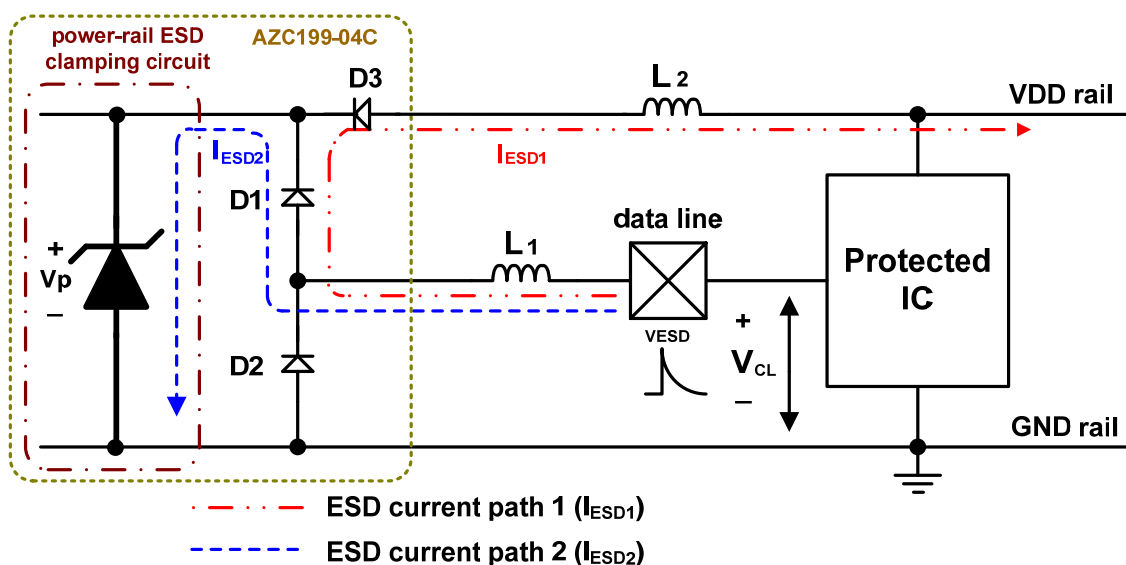 power-rail ESD
clamping circuit
AZC199-04C
D3
L2
VDD rail
IESD2
IESD1
D1
data line
L1
+
Vp
–
Protected
IC
VESD
+
VCL
–
D2
GND rail
ESD current path 1 (IESD1)
ESD current path 2 (IESD2)